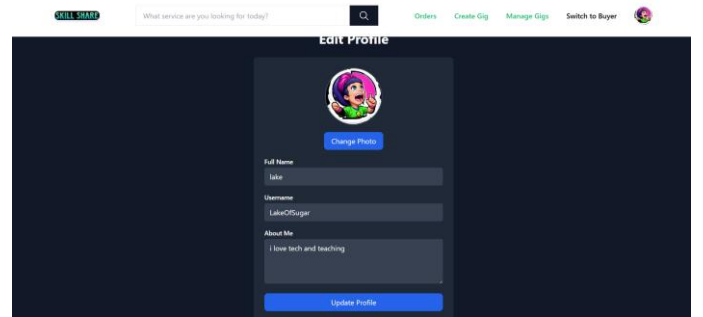 SKILL SHARE
What service are you looking for today?
Orders
Create Gig
Manage Gigs
Switch to Buyer
Edit Profile
Change Photo
Full Name
lake
Username
LakeOfSugar
About Me
i love tech and teaching
Update Profile